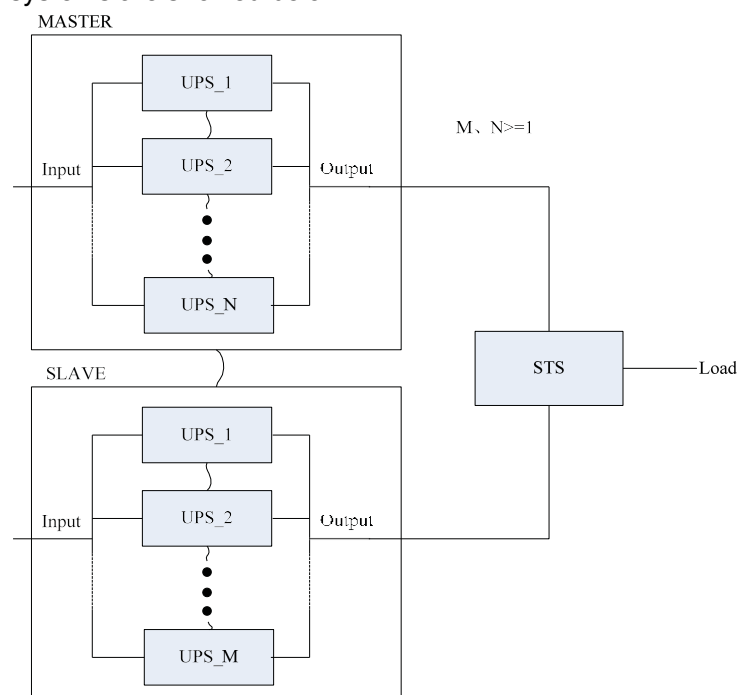 MASTER
UPS_1
M、N>=1
Input
UPS_2
Output
UPS_N
STS
Load
SLAVE
UPS_1
Input
UPS_2
Output
UPS_M